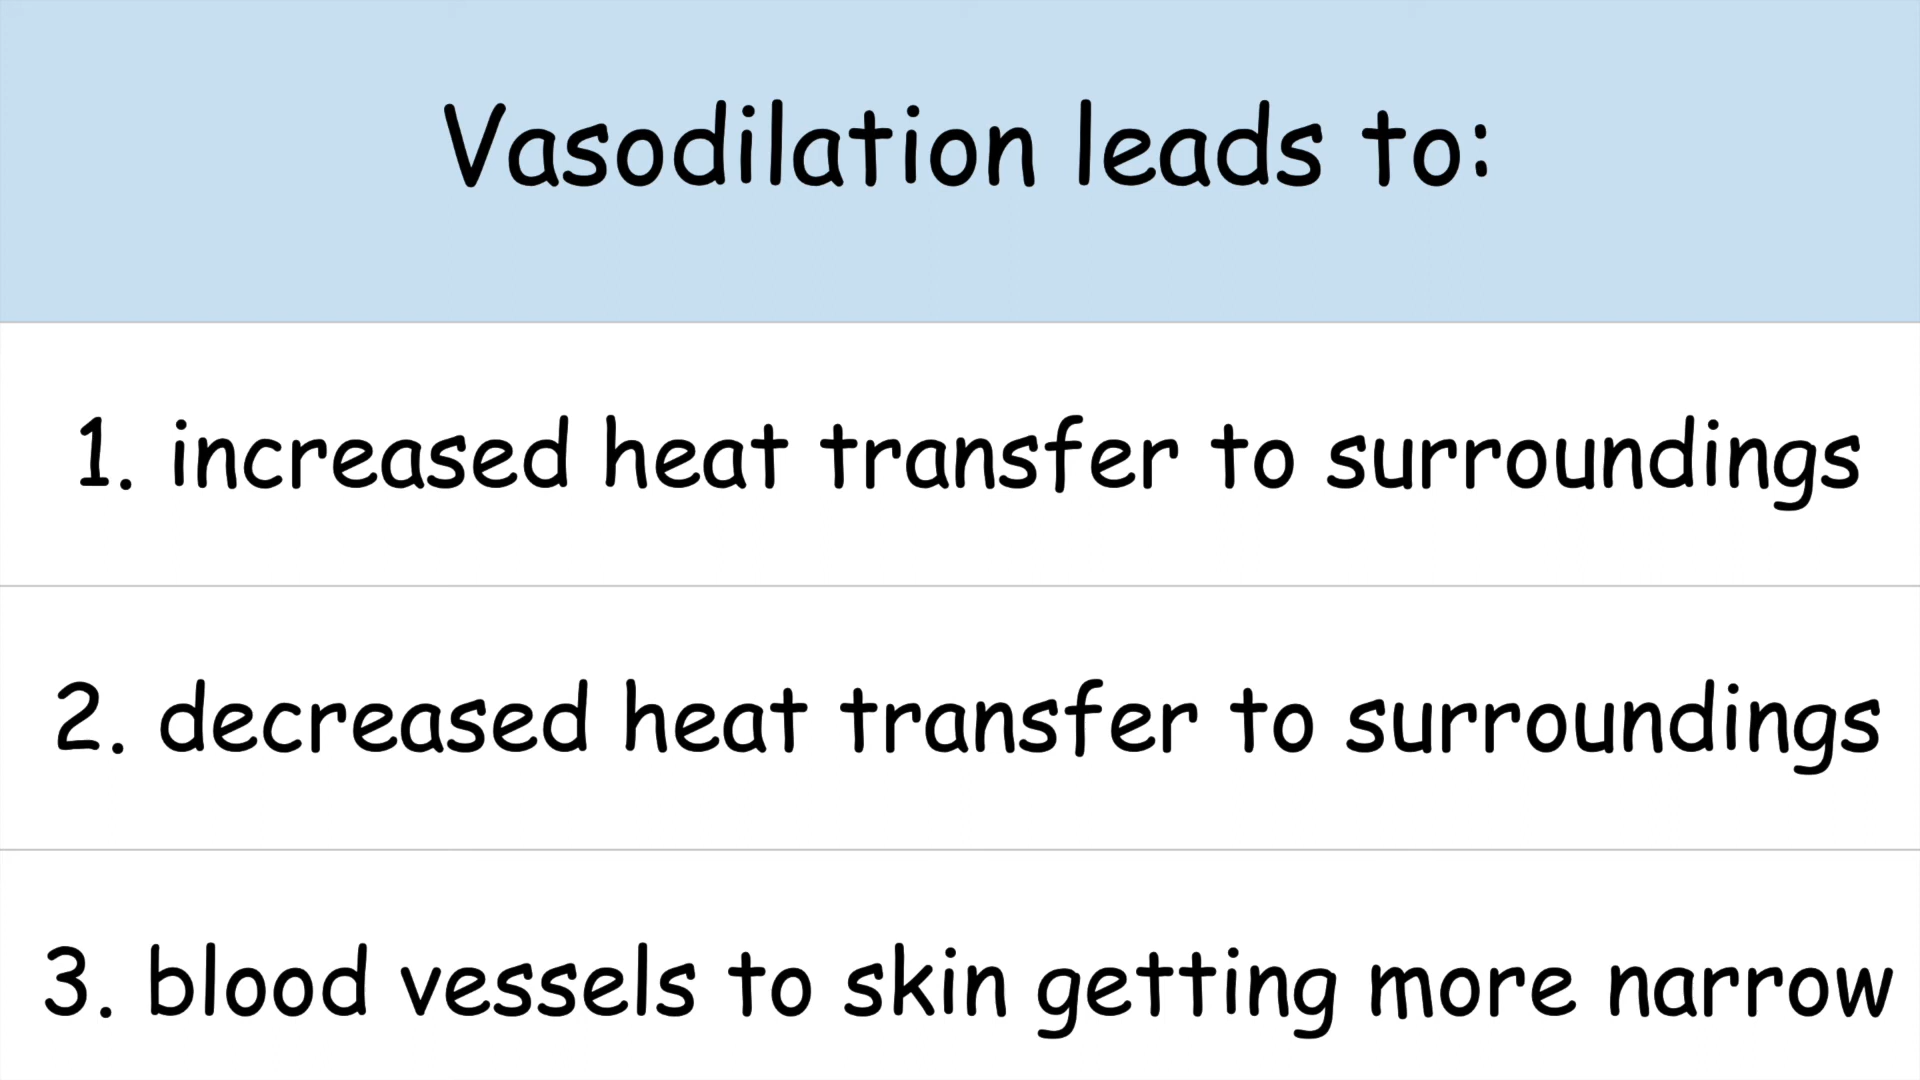 Vasodilation leads to:
1. increased heat transfer to surroundings
2. decreased heat transfer to surroundings
3. blood vessels to skin getting more narrow